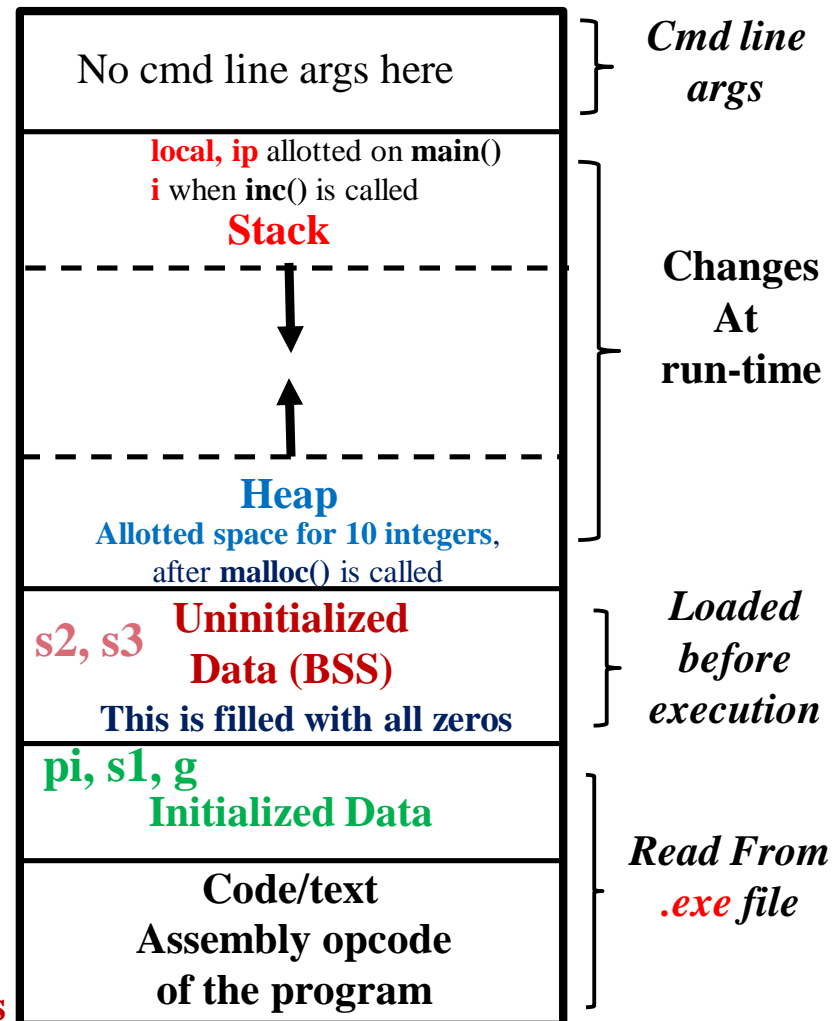 No cmd line args here
Cmd line
args
local, ip allotted on main()
i when inc() is called
Stack
Changes
At
run-time
Heap
Allotted space for 10 integers,
after malloc() is called
s2, s3
Uninitialized
Data (BSS)
This is filled with all zeros
Loaded
before
execution
pi, s1, g
Initialized Data
Code/text
Assembly opcode
of the program
Read From
.exe file
s